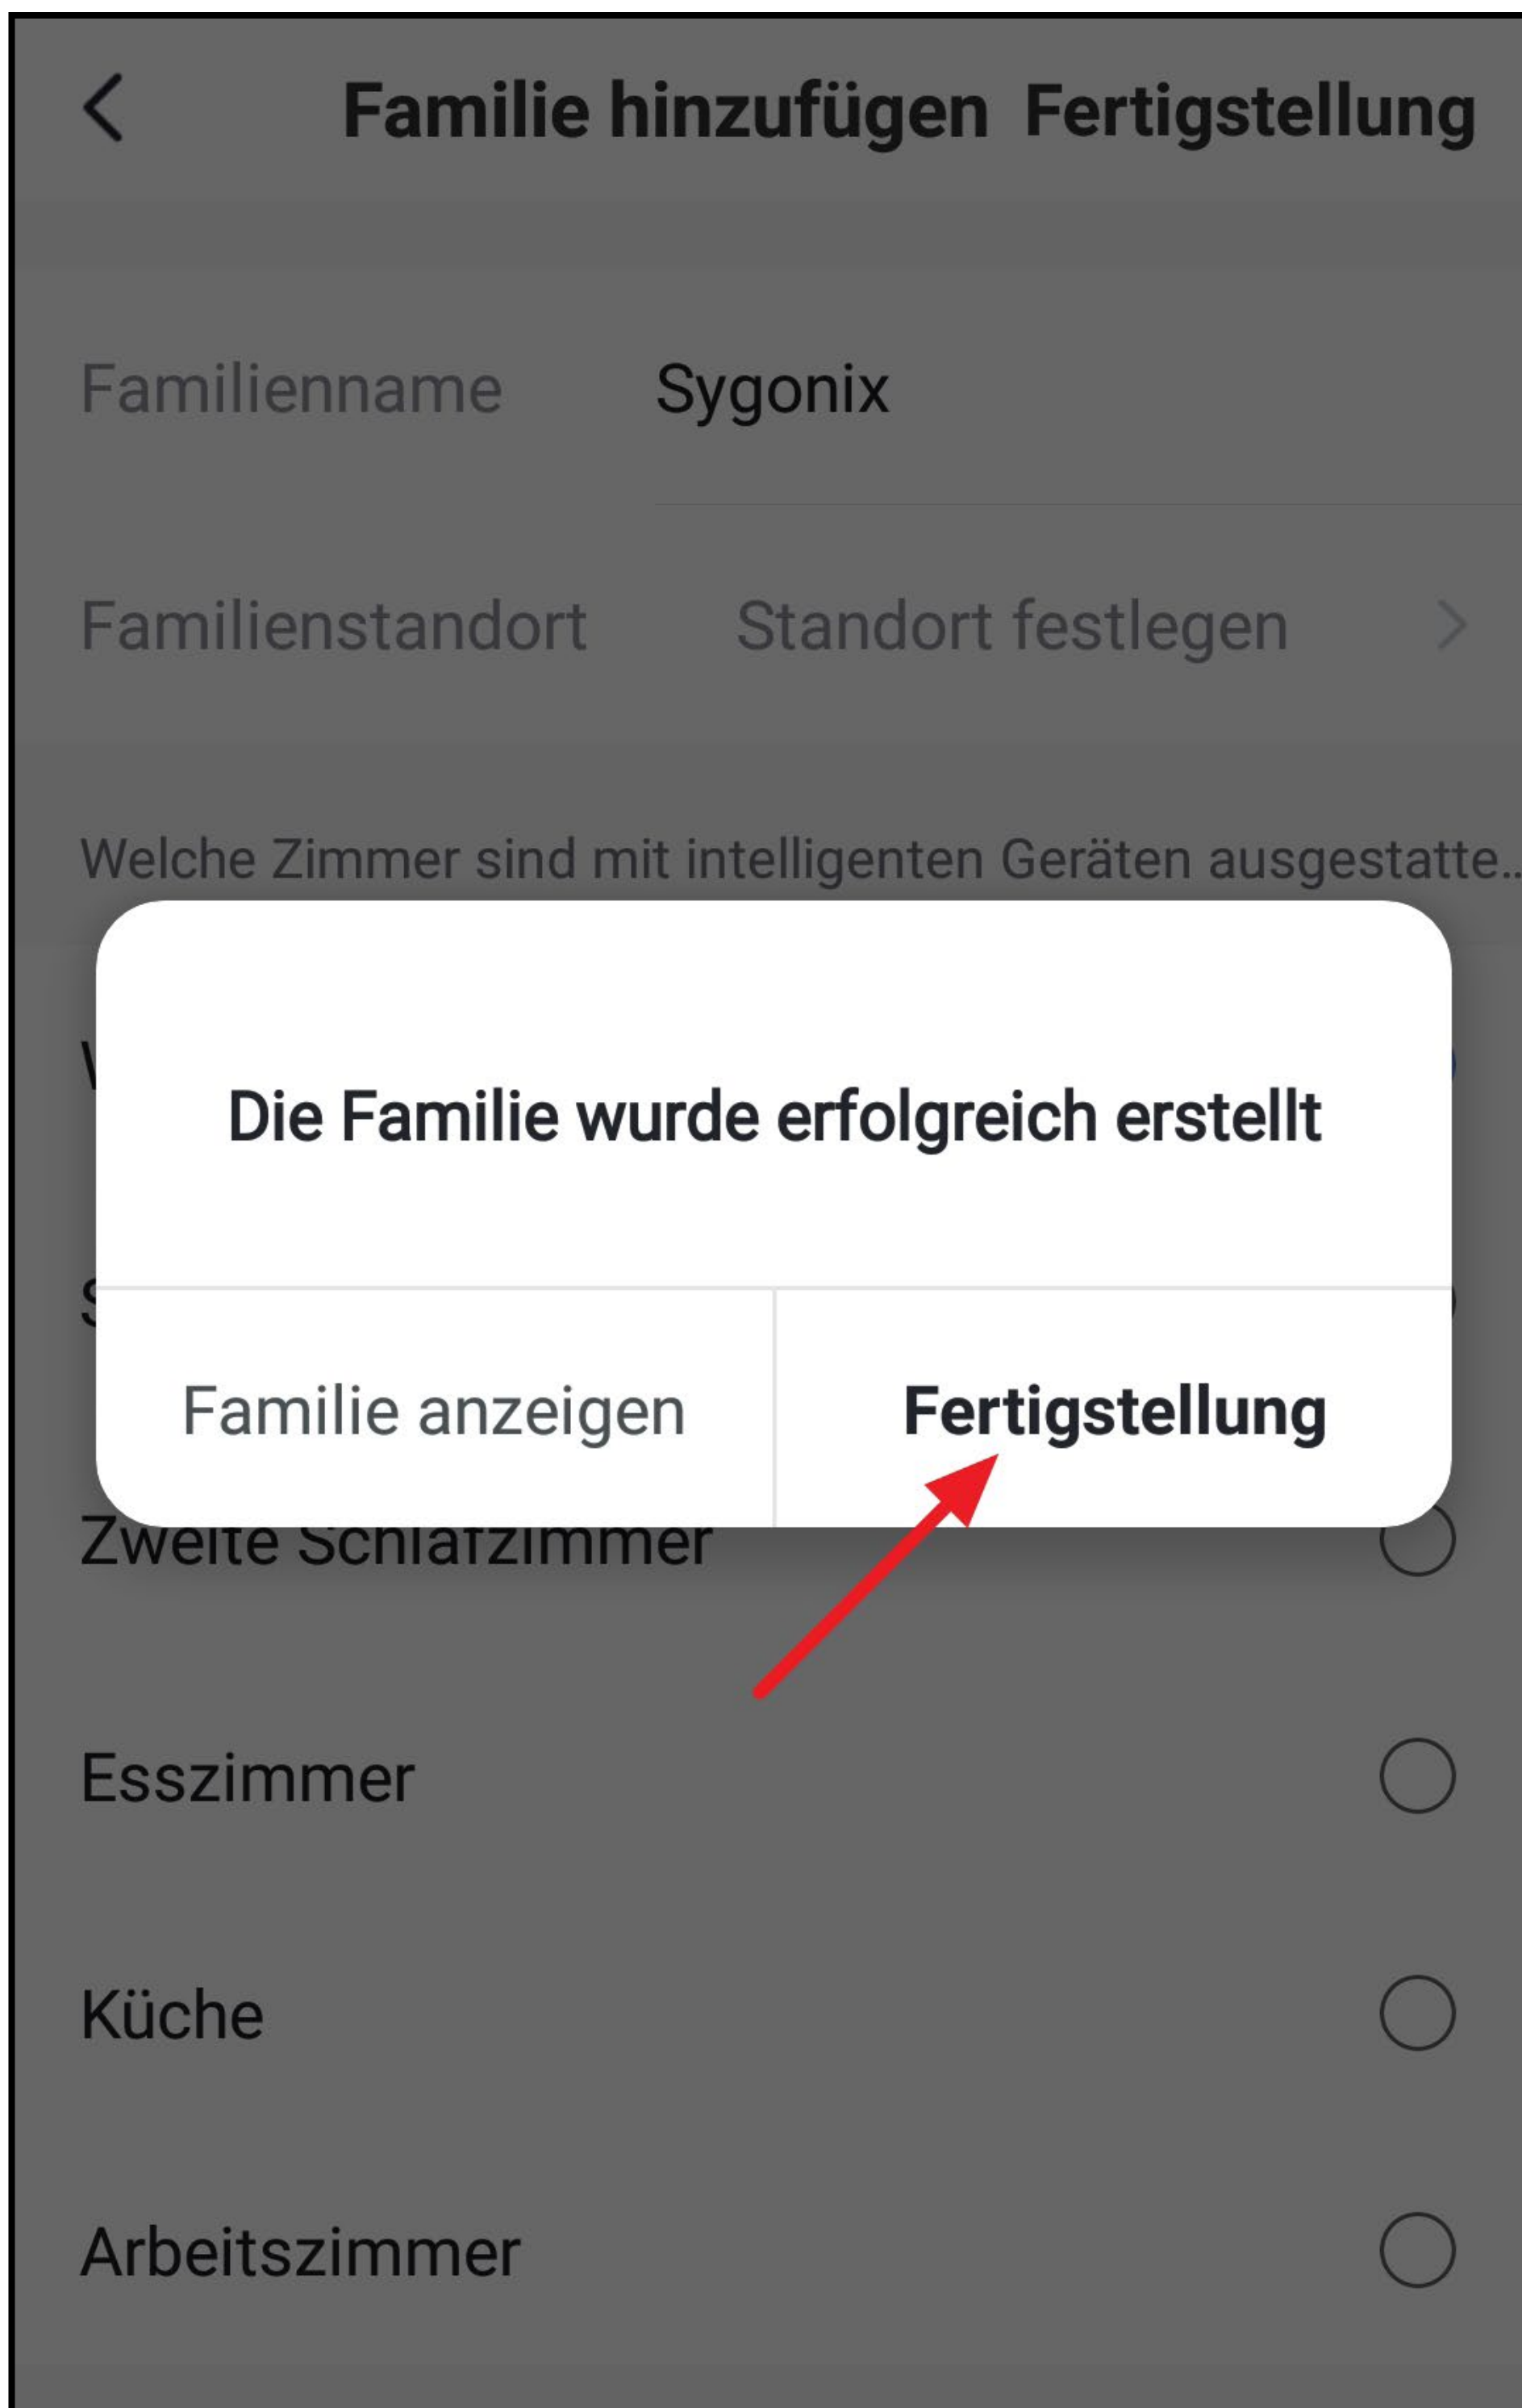 Familie hinzufügen Fertigstellung
Familienname Sygonix
Familienstandort Standort festlegen
Welche Zimmer sind mit intelligenten Geräten ausgestatte...
Die Familie wurde erfolgreich erstellt
Familie anzeigen Fertigstellung
Zweite Schlafzimmer
Esszimmer
Küche
Arbeitszimmer